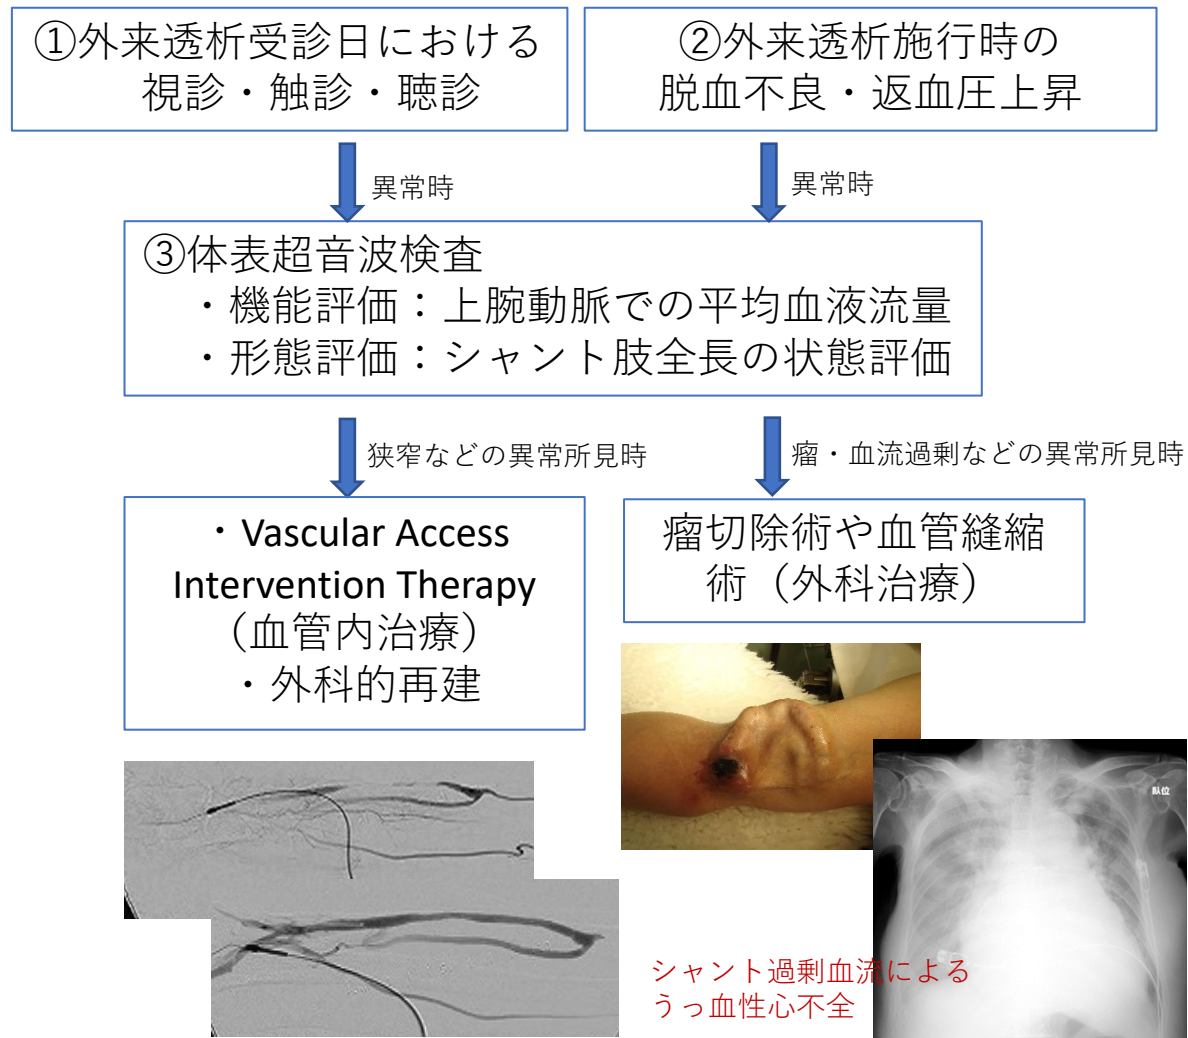 ①外来透析受診日における
視診・触診・聴診
②外来透析施行時の
脱血不良・返血圧上昇
異常時
異常時
③体表超音波検査
・機能評価：上腕動脈での平均血液流量
・形態評価：シャント肢全長の状態評価
狭窄などの異常所見時
瘤・血流過剰などの異常所見時
・Vascular Access
Intervention Therapy
（血管内治療）
・外科的再建
瘤切除術や血管縫縮
術（外科治療）
臥位
シャント過剰血流による
うっ血性心不全